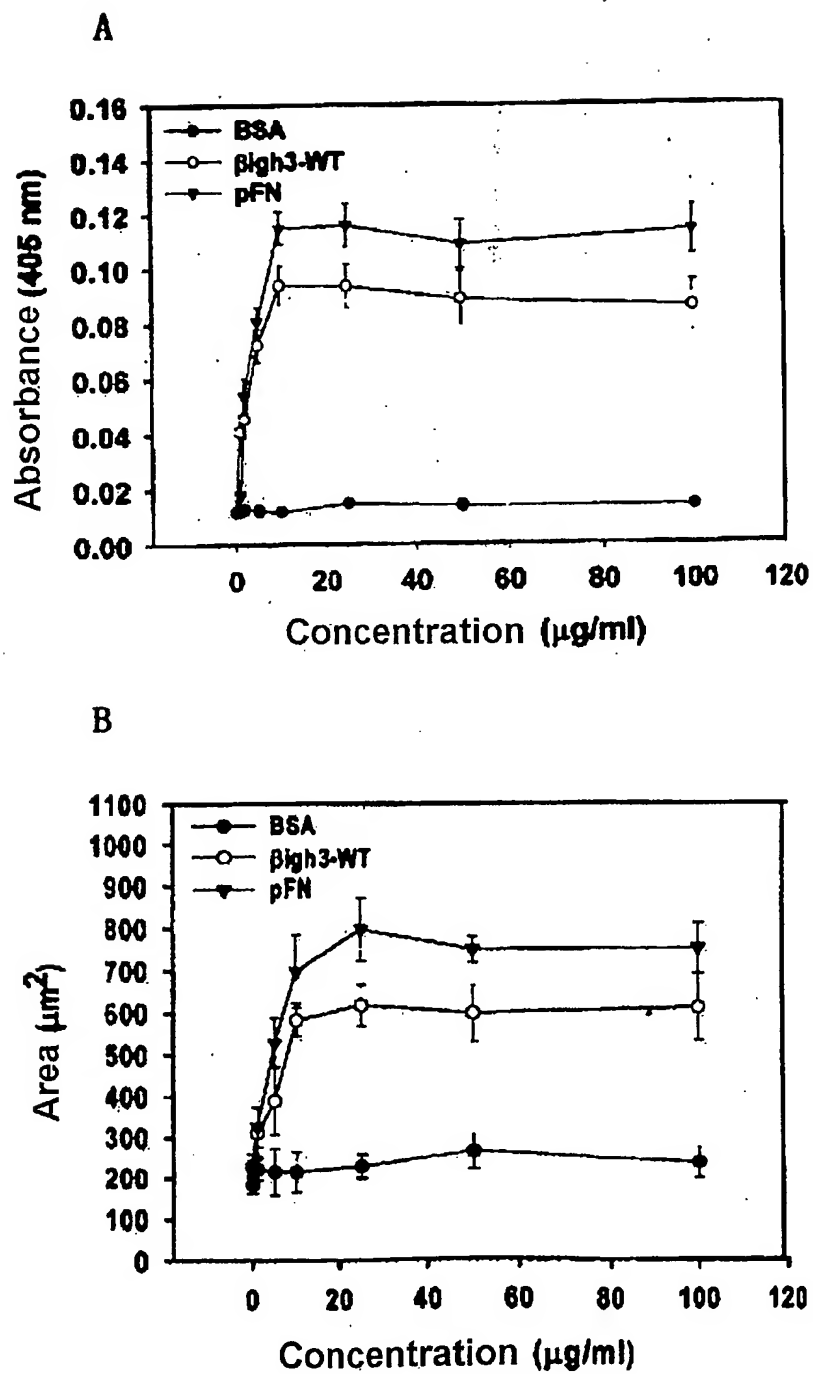 A
Absorbance (405 nm)
0.16
0.14
0.12
0.10
0.08
0.06
0.04
0.02
0.00
BSA
βigh3-WT
pFN
0 20 40 60 80 100 120
Concentration (μg/ml)
B
Area (μm²)
1100
1000
900
800
700
600
500
400
300
200
100
0
BSA
βigh3-WT
pFN
0 20 40 60 80 100 120
Concentration (μg/ml)